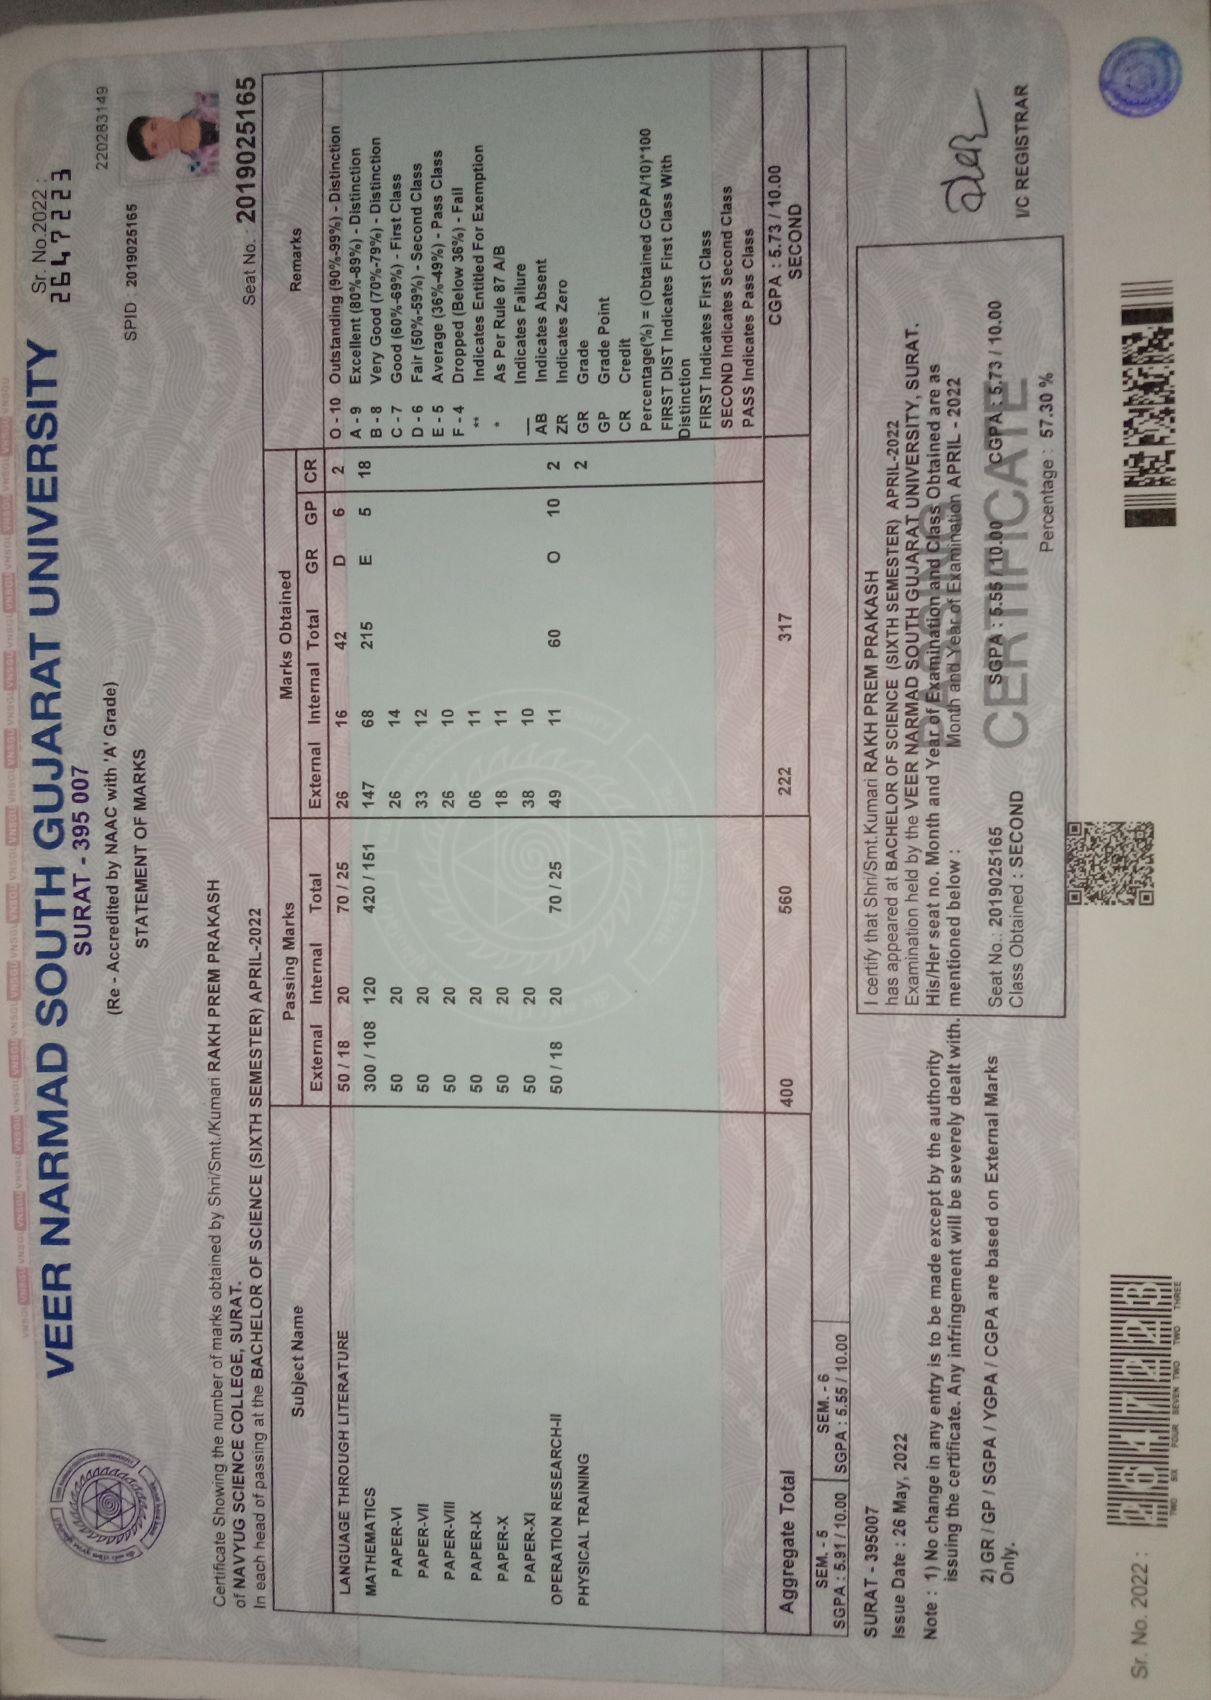 VEER NARMAD SOUTH GUJARAT UNIVERSITY
Sr. No.2022 :
2647223
SURAT - 395 007
220283149
(Re - Accredited by NAAC with 'A' Grade)
SPID : 2019025165
STATEMENT OF MARKS
Certificate Showing the number of marks obtained by Shri/Smt./Kumari RAKH PREM PRAKASH
of NAVYUG SCIENCE COLLEGE, SURAT.
In each head of passing at the BACHELOR OF SCIENCE (SIXTH SEMESTER) APRIL-2022
Seat No. : 2019025165
Subject Name Passing Marks Marks Obtained Remarks
External Internal Total External Internal Total GR GP CR
LANGUAGE THROUGH LITERATURE 50 / 18 20 70 / 25 26 16 42 D 6 2
MATHEMATICS 300 / 108 120 420 / 151 147 68 215 E 5 18
PAPER-VI 50 20 26 14
PAPER-VII 50 20 33 12
PAPER-VIII 50 20 26 10
PAPER-IX 50 20 06 11
PAPER-X 50 20 18 11
PAPER-XI 50 20 38 10
OPERATION RESEARCH-II 50 / 18 20 70 / 25 49 11 60 O 10 2
PHYSICAL TRAINING 2
O - 10 Outstanding (90%-99%) - Distinction
A - 9 Excellent (80%-89%) - Distinction
B - 8 Very Good (70%-79%) - Distinction
C - 7 Good (60%-69%) - First Class
D - 6 Fair (50%-59%) - Second Class
E - 5 Average (36%-49%) - Pass Class
F - 4 Dropped (Below 36%) - Fail
** Indicates Entitled For Exemption
* As Per Rule 87 A/B
__ Indicates Failure
AB Indicates Absent
ZR Indicates Zero
GR Grade
GP Grade Point
CR Credit
Percentage(%) = (Obtained CGPA/10)*100
FIRST DIST Indicates First Class With
Distinction
FIRST Indicates First Class
SECOND Indicates Second Class
PASS Indicates Pass Class
Aggregate Total 400 560 222 317 CGPA : 5.73 / 10.00
SECOND
SEM. - 5 SEM. - 6
SGPA : 5.91 / 10.00 SGPA : 5.55 / 10.00
SURAT - 395007
Issue Date : 26 May, 2022
Note : 1) No change in any entry is to be made except by the authority
issuing the certificate. Any infringement will be severely dealt with.
2) GR / GP / SGPA / YGPA / CGPA are based on External Marks
Only.
I certify that Shri/Smt.Kumari RAKH PREM PRAKASH
has appeared at BACHELOR OF SCIENCE (SIXTH SEMESTER) APRIL-2022
Examination held by the VEER NARMAD SOUTH GUJARAT UNIVERSITY, SURAT.
His/Her seat no. Month and Year of Examination and Class Obtained are as
mentioned below : Month and Year of Examination APRIL - 2022
PASSING
CERTIFICATE
Seat No.: 2019025165 SGPA : 5.55 / 10.00 CGPA : 5.73 / 10.00
Class Obtained : SECOND
Percentage : 57.30 %
I/C REGISTRAR
Sr. No. 2022 :
2647223
TWO SIX FOUR SEVEN TWO TWO THREE